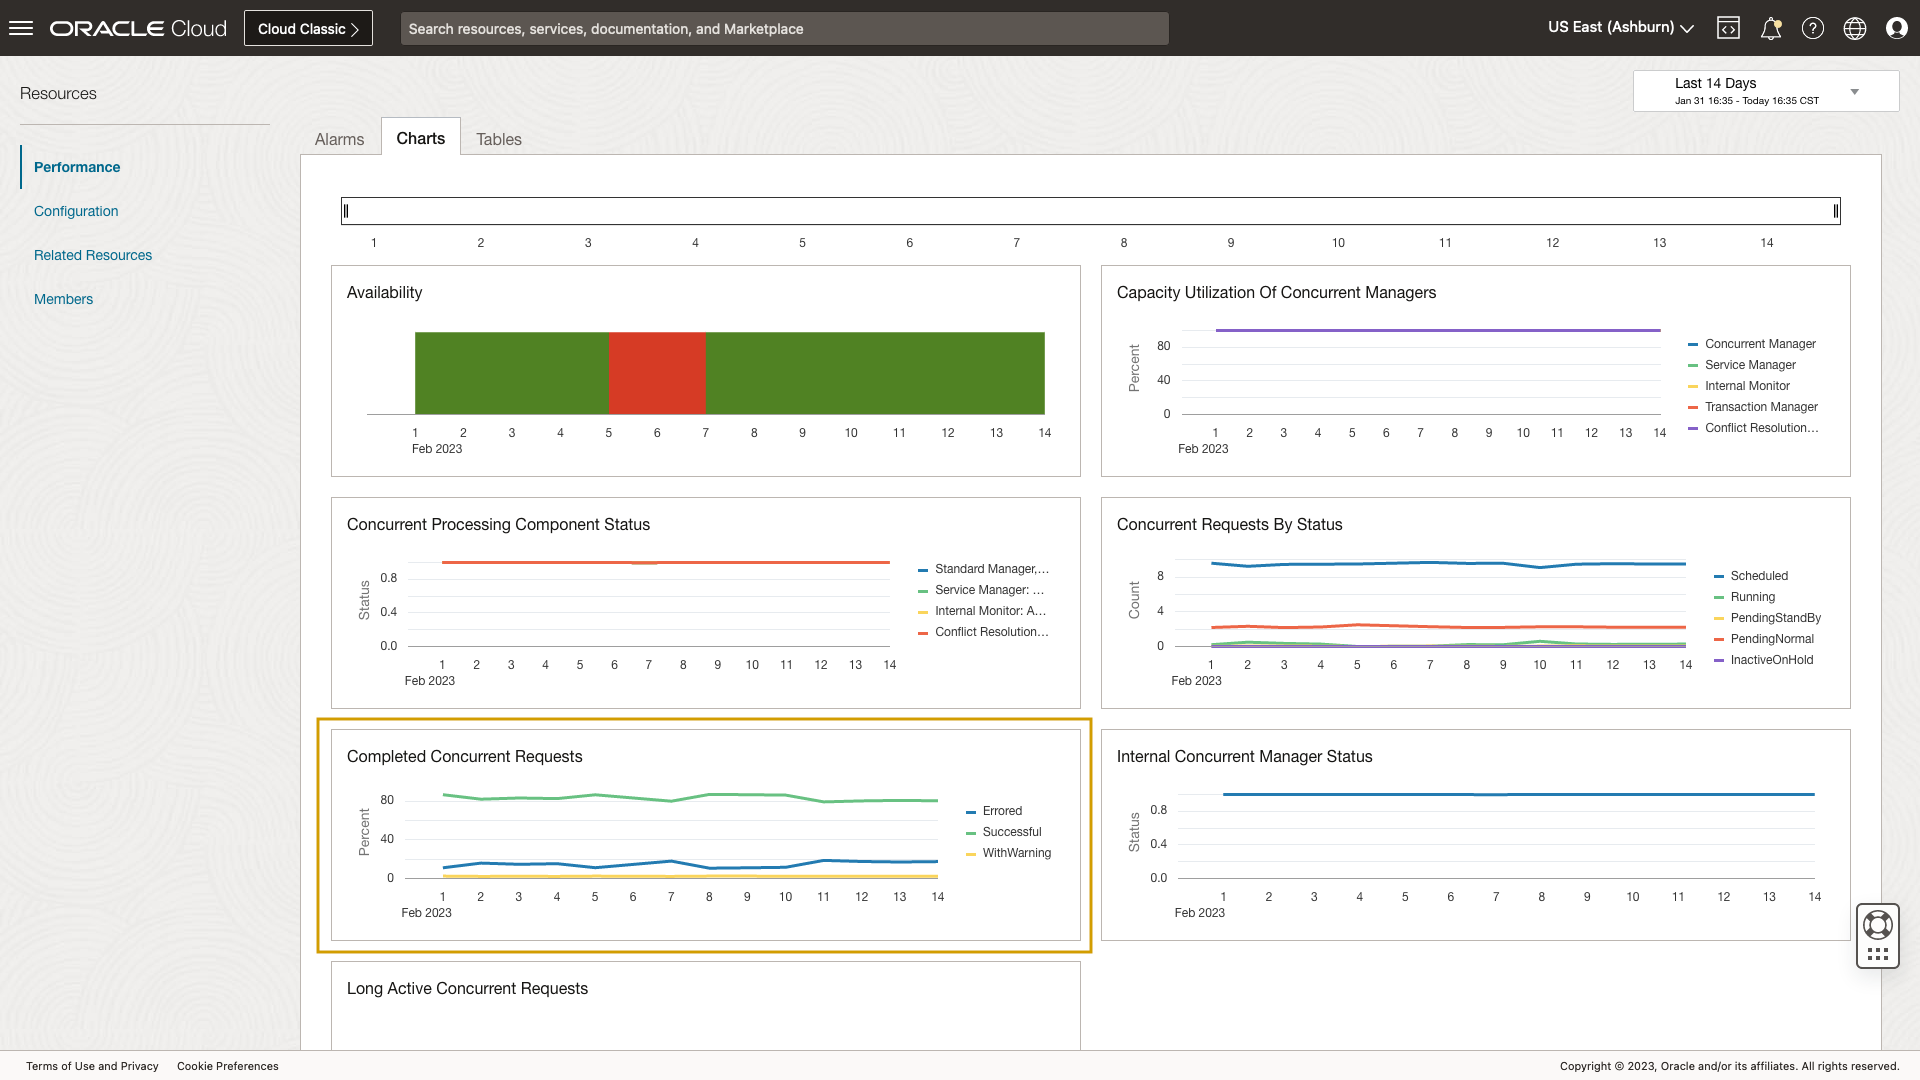 ORACLE Cloud
Cloud Classic
Search resources, services, documentation, and Marketplace
US East (Ashburn)
Resources
Performance
Configuration
Related Resources
Members
Last 14 Days
Jan 31 16:35 - Today 16:35 CST
Alarms Charts Tables
1 2 3 4 5 6 7 8 9 10 11 12 13 14
Availability
1 2 3 4 5 6 7 8 9 10 11 12 13 14
Feb 2023
Capacity Utilization Of Concurrent Managers
Percent
80
40
0
1 2 3 4 5 6 7 8 9 10 11 12 13 14
Feb 2023
Concurrent Manager
Service Manager
Internal Monitor
Transaction Manager
Conflict Resolution...
Concurrent Processing Component Status
Status
0.8
0.4
0.0
1 2 3 4 5 6 7 8 9 10 11 12 13 14
Feb 2023
Standard Manager,...
Service Manager: ...
Internal Monitor: A...
Conflict Resolution...
Concurrent Requests By Status
Count
8
4
0
1 2 3 4 5 6 7 8 9 10 11 12 13 14
Feb 2023
Scheduled
Running
PendingStandBy
PendingNormal
InactiveOnHold
Completed Concurrent Requests
Percent
80
40
0
1 2 3 4 5 6 7 8 9 10 11 12 13 14
Feb 2023
Errored
Successful
WithWarning
Internal Concurrent Manager Status
Status
0.8
0.4
0.0
1 2 3 4 5 6 7 8 9 10 11 12 13 14
Feb 2023
Long Active Concurrent Requests
Terms of Use and Privacy Cookie Preferences
Copyright © 2023, Oracle and/or its affiliates. All rights reserved.